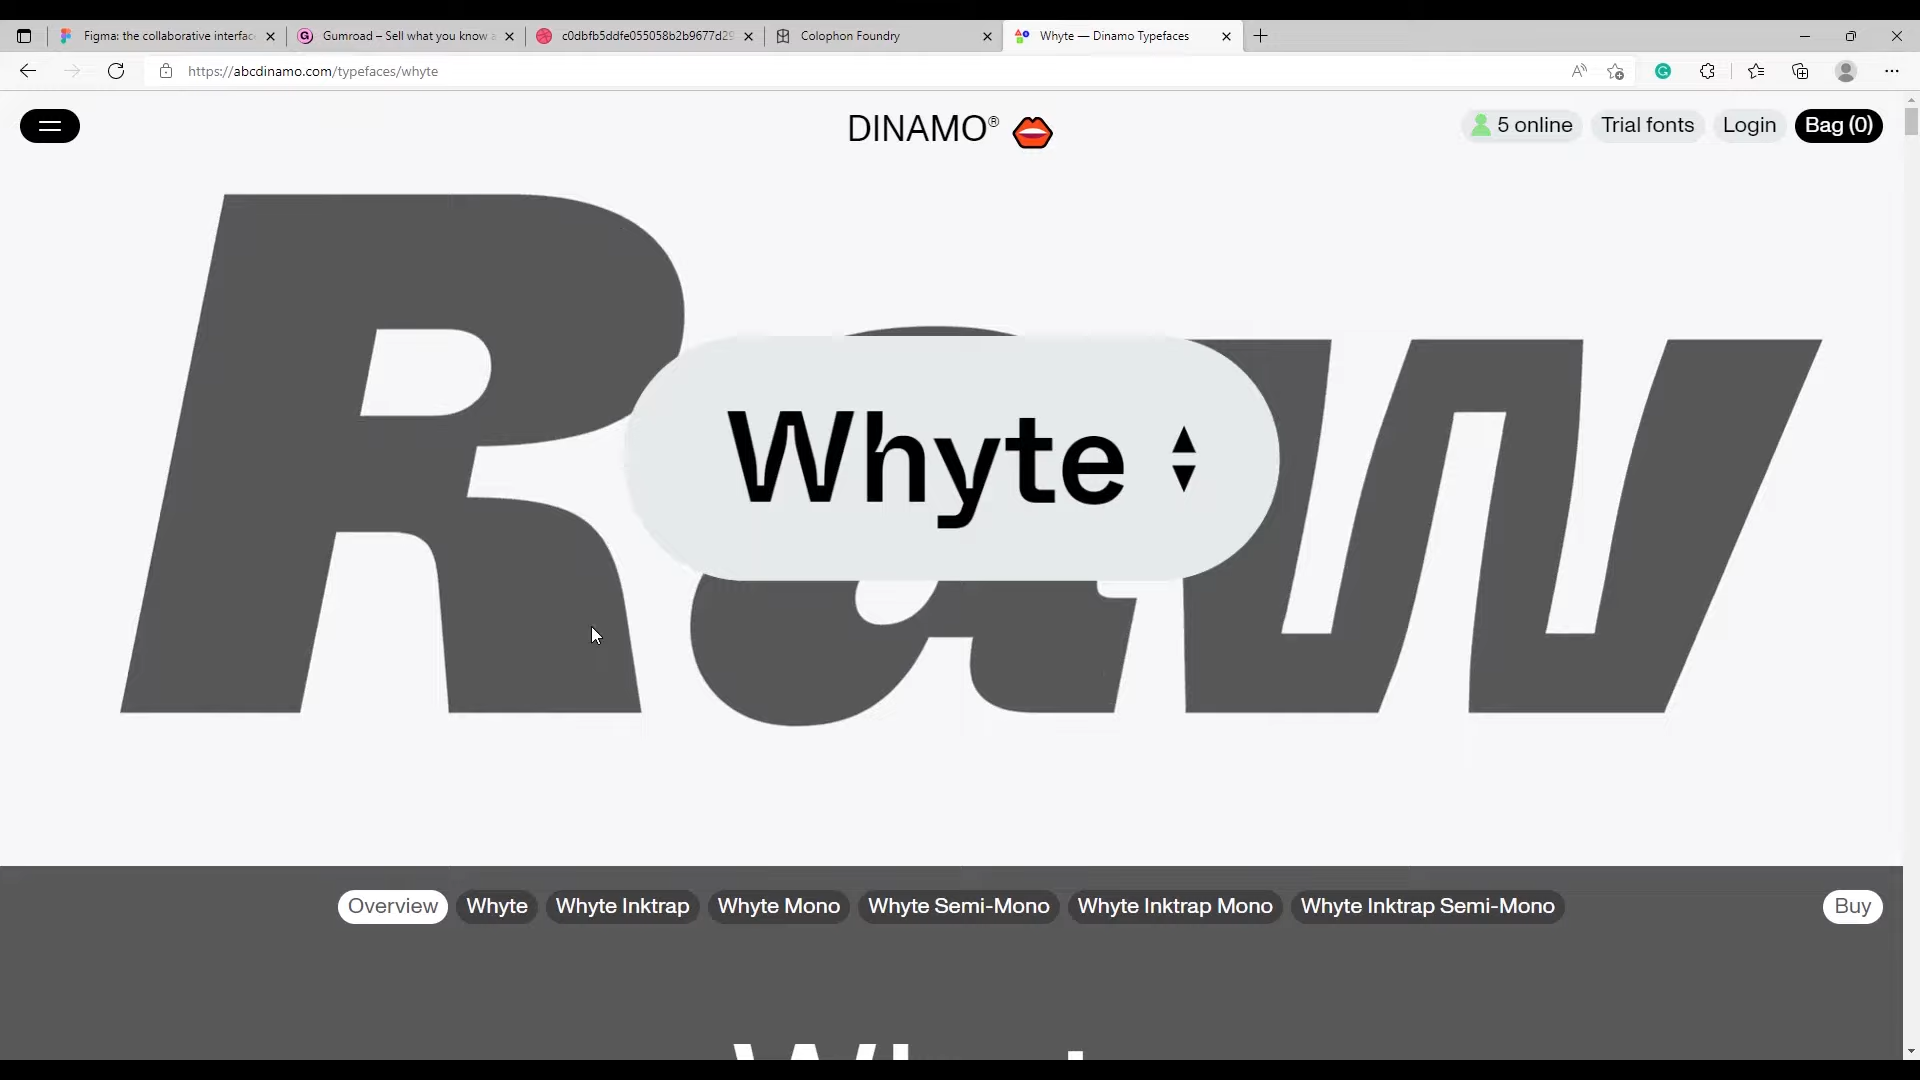 Figma: the collaborative interfac
Gumroad – Sell what you know a
c0dbfb5ddfe055058b2b9677d29
Colophon Foundry
Whyte — Dinamo Typefaces
https://abcdinamo.com/typefaces/whyte
DINAMO®
5 online
Trial fonts
Login
Bag (0)
Raw
Whyte
Overview
Whyte
Whyte Inktrap
Whyte Mono
Whyte Semi-Mono
Whyte Inktrap Mono
Whyte Inktrap Semi-Mono
Buy